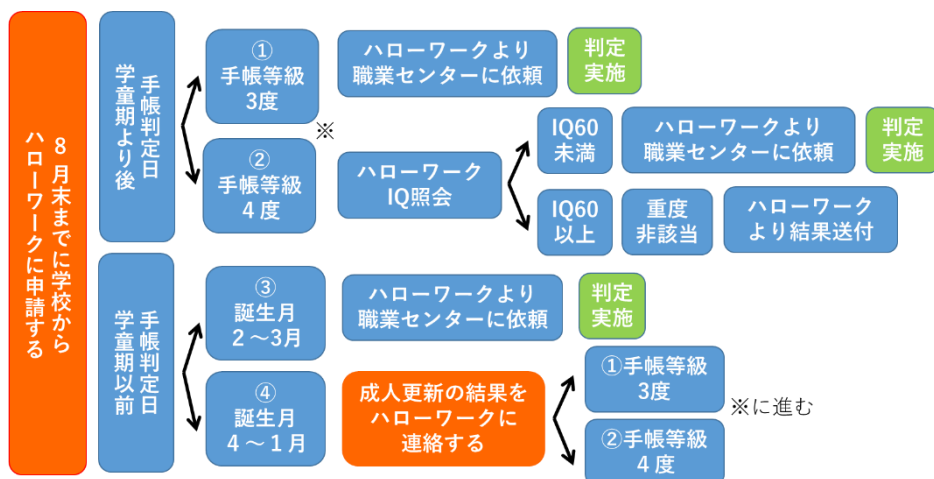 8月末までに学校から
ハローワークに申請する
手帳判定日
学童期より後
①
手帳等級
3度
ハローワークより
職業センターに依頼
判定
実施
※
②
手帳等級
４度
ハローワーク
IQ照会
IQ60
未満
ハローワークより
職業センターに依頼
判定
実施
IQ60
以上
重度
非該当
ハローワーク
より結果送付
手帳判定日
学童期以前
③
誕生月
２～3月
ハローワークより
職業センターに依頼
判定
実施
④
誕生月
４～１月
成人更新の結果を
ハローワークに
連絡する
①手帳等級
3度
②手帳等級
４度
※に進む